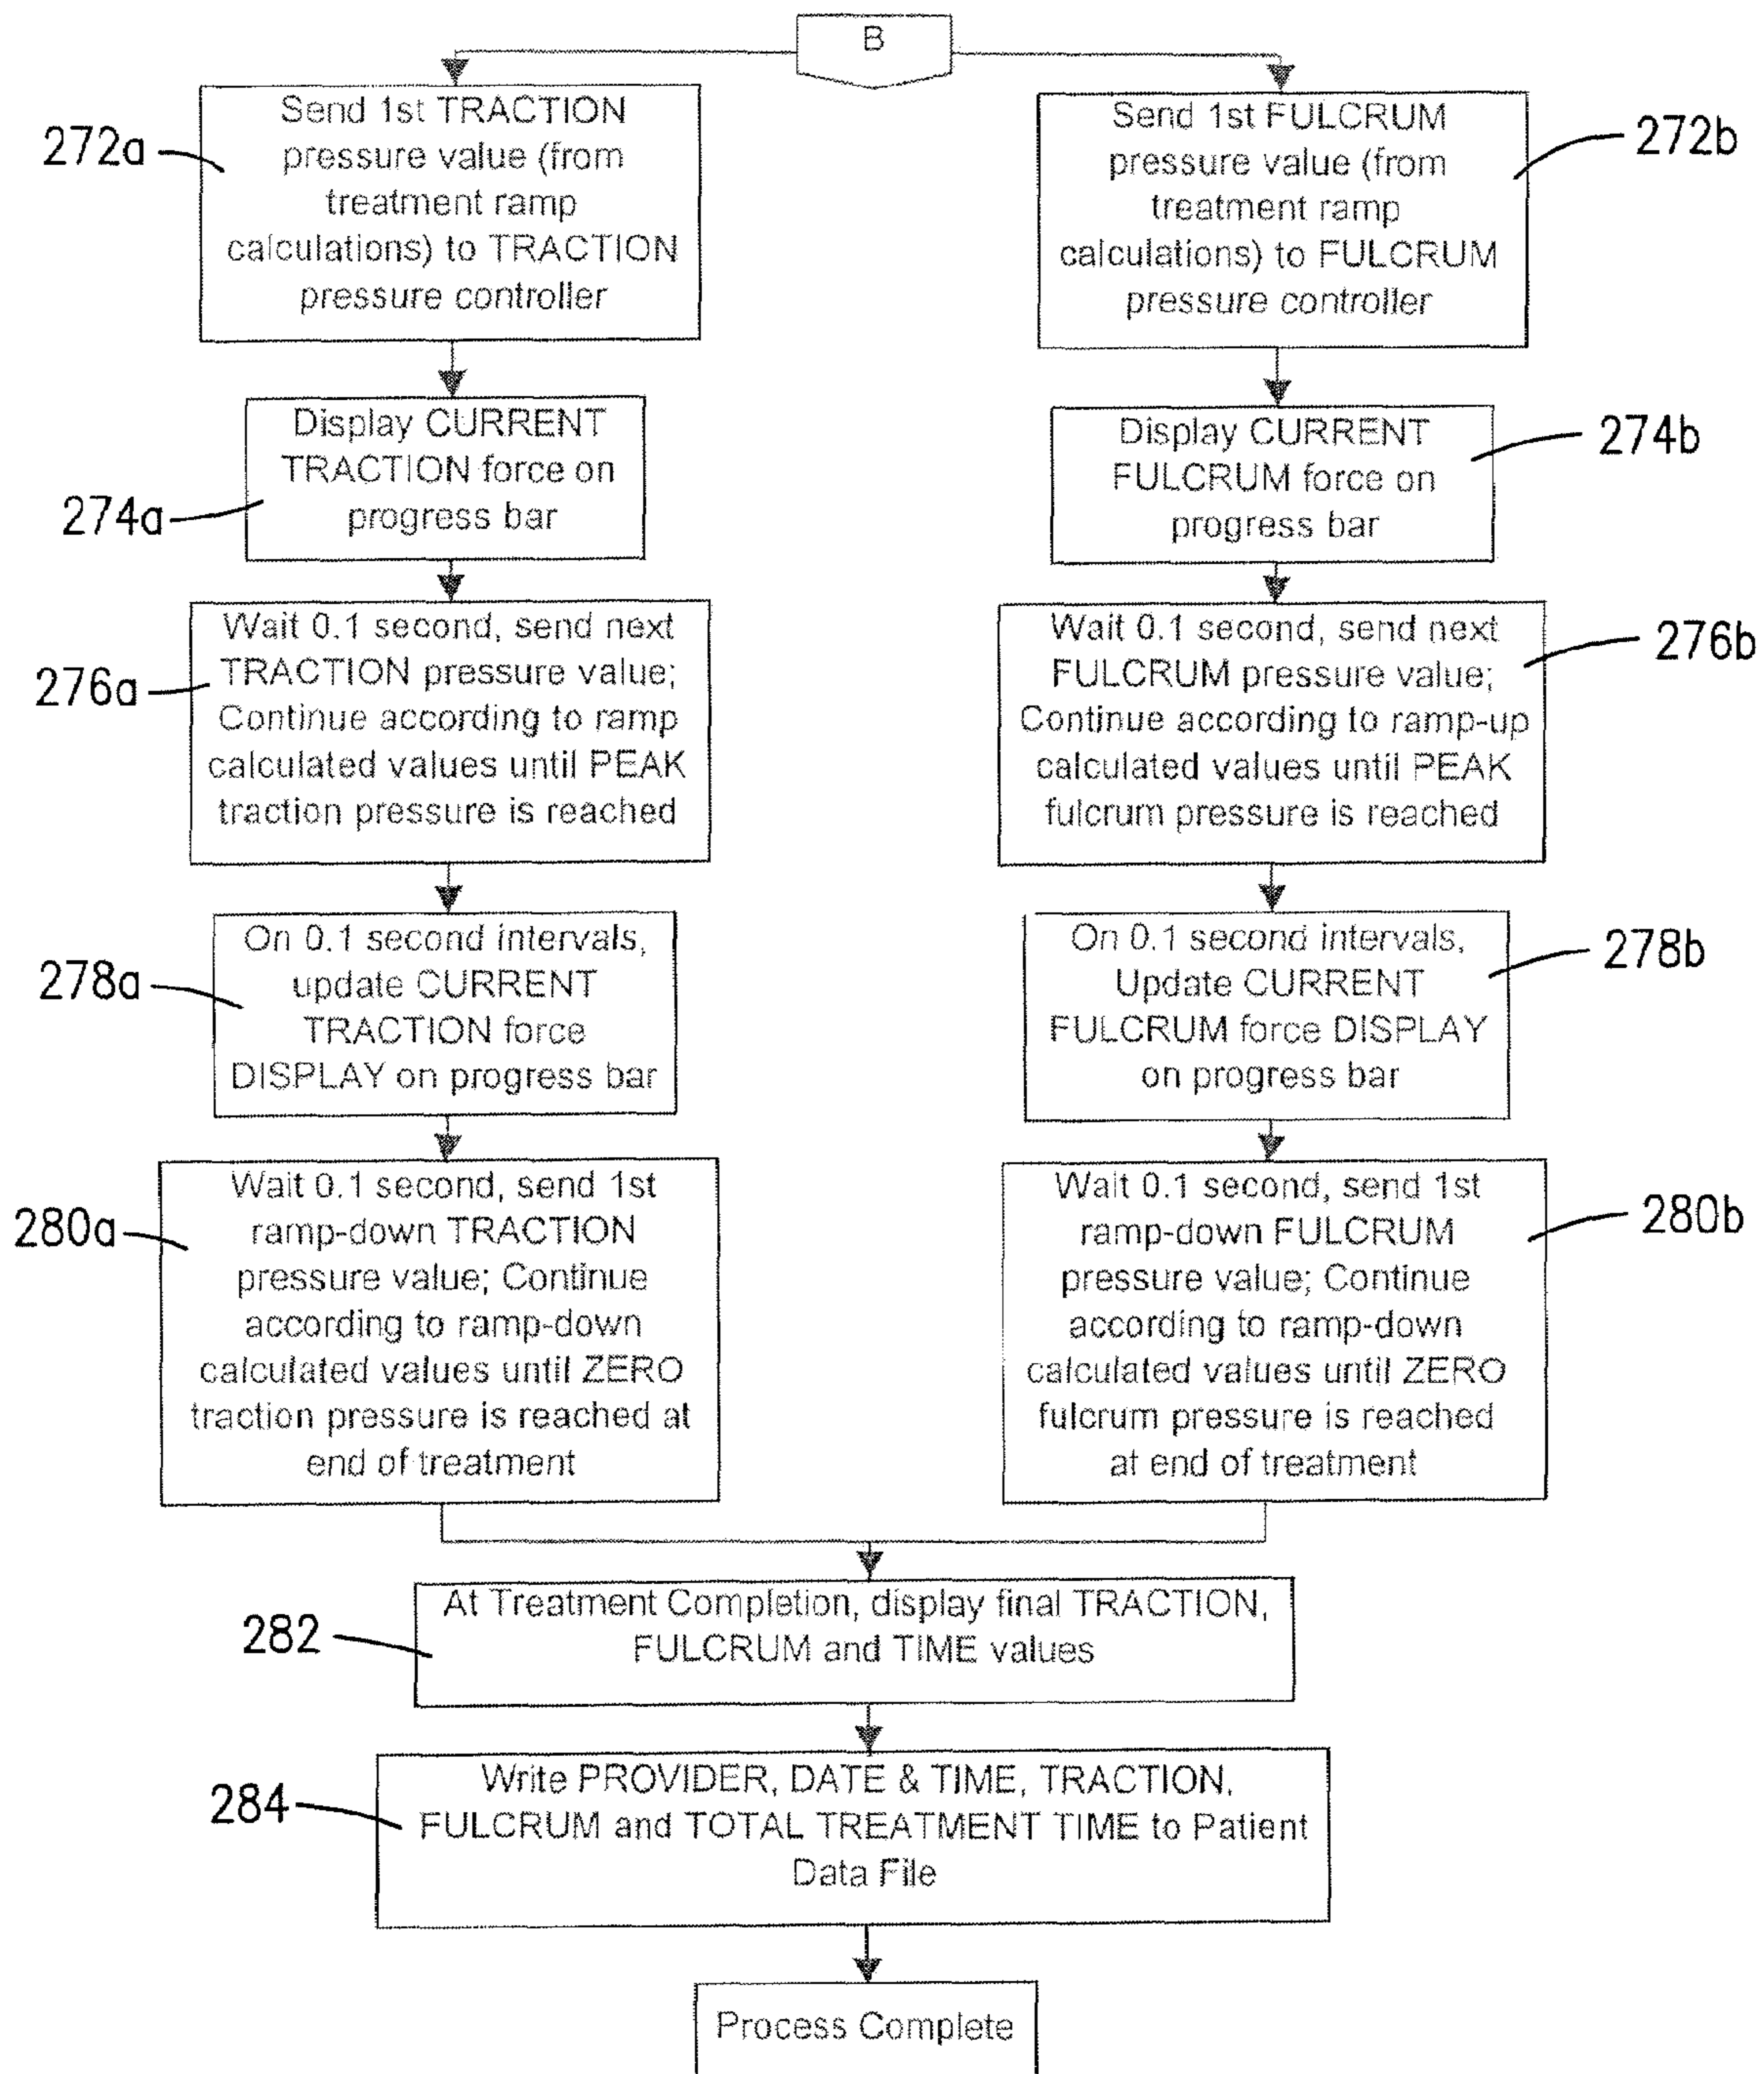 B
272a
Send 1st TRACTION
pressure value (from
treatment ramp
calculations) to TRACTION
pressure controller
Send 1st FULCRUM
pressure value (from
treatment ramp
calculations) to FULCRUM
pressure controller
272b
274a
Display CURRENT
TRACTION force on
progress bar
Display CURRENT
FULCRUM force on
progress bar
274b
276a
Wait 0.1 second, send next
TRACTION pressure value;
Continue according to ramp
calculated values until PEAK
traction pressure is reached
Wait 0.1 second, send next
FULCRUM pressure value;
Continue according to ramp-up
calculated values until PEAK
fulcrum pressure is reached
276b
278a
On 0.1 second intervals,
update CURRENT
TRACTION force
DISPLAY on progress bar
On 0.1 second intervals,
Update CURRENT
FULCRUM force DISPLAY
on progress bar
278b
280a
Wait 0.1 second, send 1st
ramp-down TRACTION
pressure value; Continue
according to ramp-down
calculated values until ZERO
traction pressure is reached at
end of treatment
Wait 0.1 second, send 1st
ramp-down FULCRUM
pressure value; Continue
according to ramp-down
calculated values until ZERO
fulcrum pressure is reached
at end of treatment
280b
282
At Treatment Completion, display final TRACTION,
FULCRUM and TIME values
284
Write PROVIDER, DATE & TIME, TRACTION,
FULCRUM and TOTAL TREATMENT TIME to Patient
Data File
Process Complete